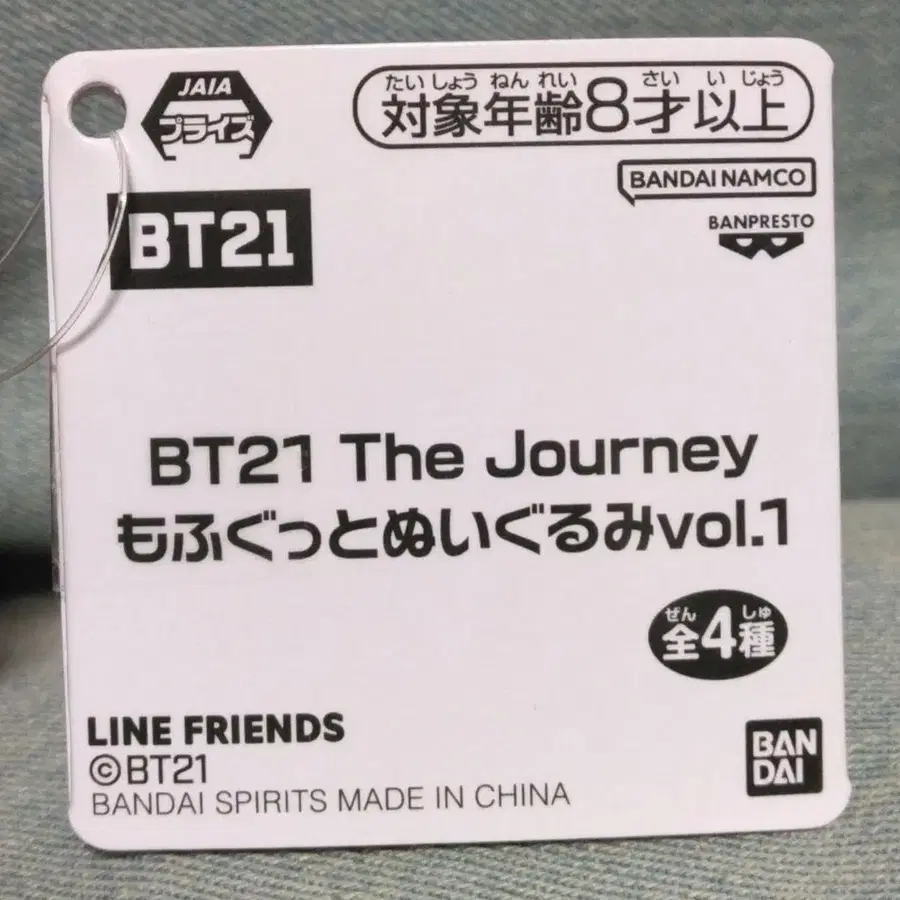 JAIA
プライズ
たいしょうねんれい さいいじょう
対象年齢8才以上
BANDAI NAMCO
BANPRESTO
BT21
BT21 The Journey
もふぐっとぬいぐるみvol.1
ぜん しゅ
全4種
LINE FRIENDS
©BT21
BANDAI SPIRITS MADE IN CHINA
BAN
DAI